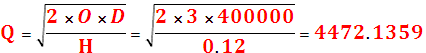 Q = √(2 × O × D / H) = √(2 × 3 × 400000 / 0.12) = 4472.1359